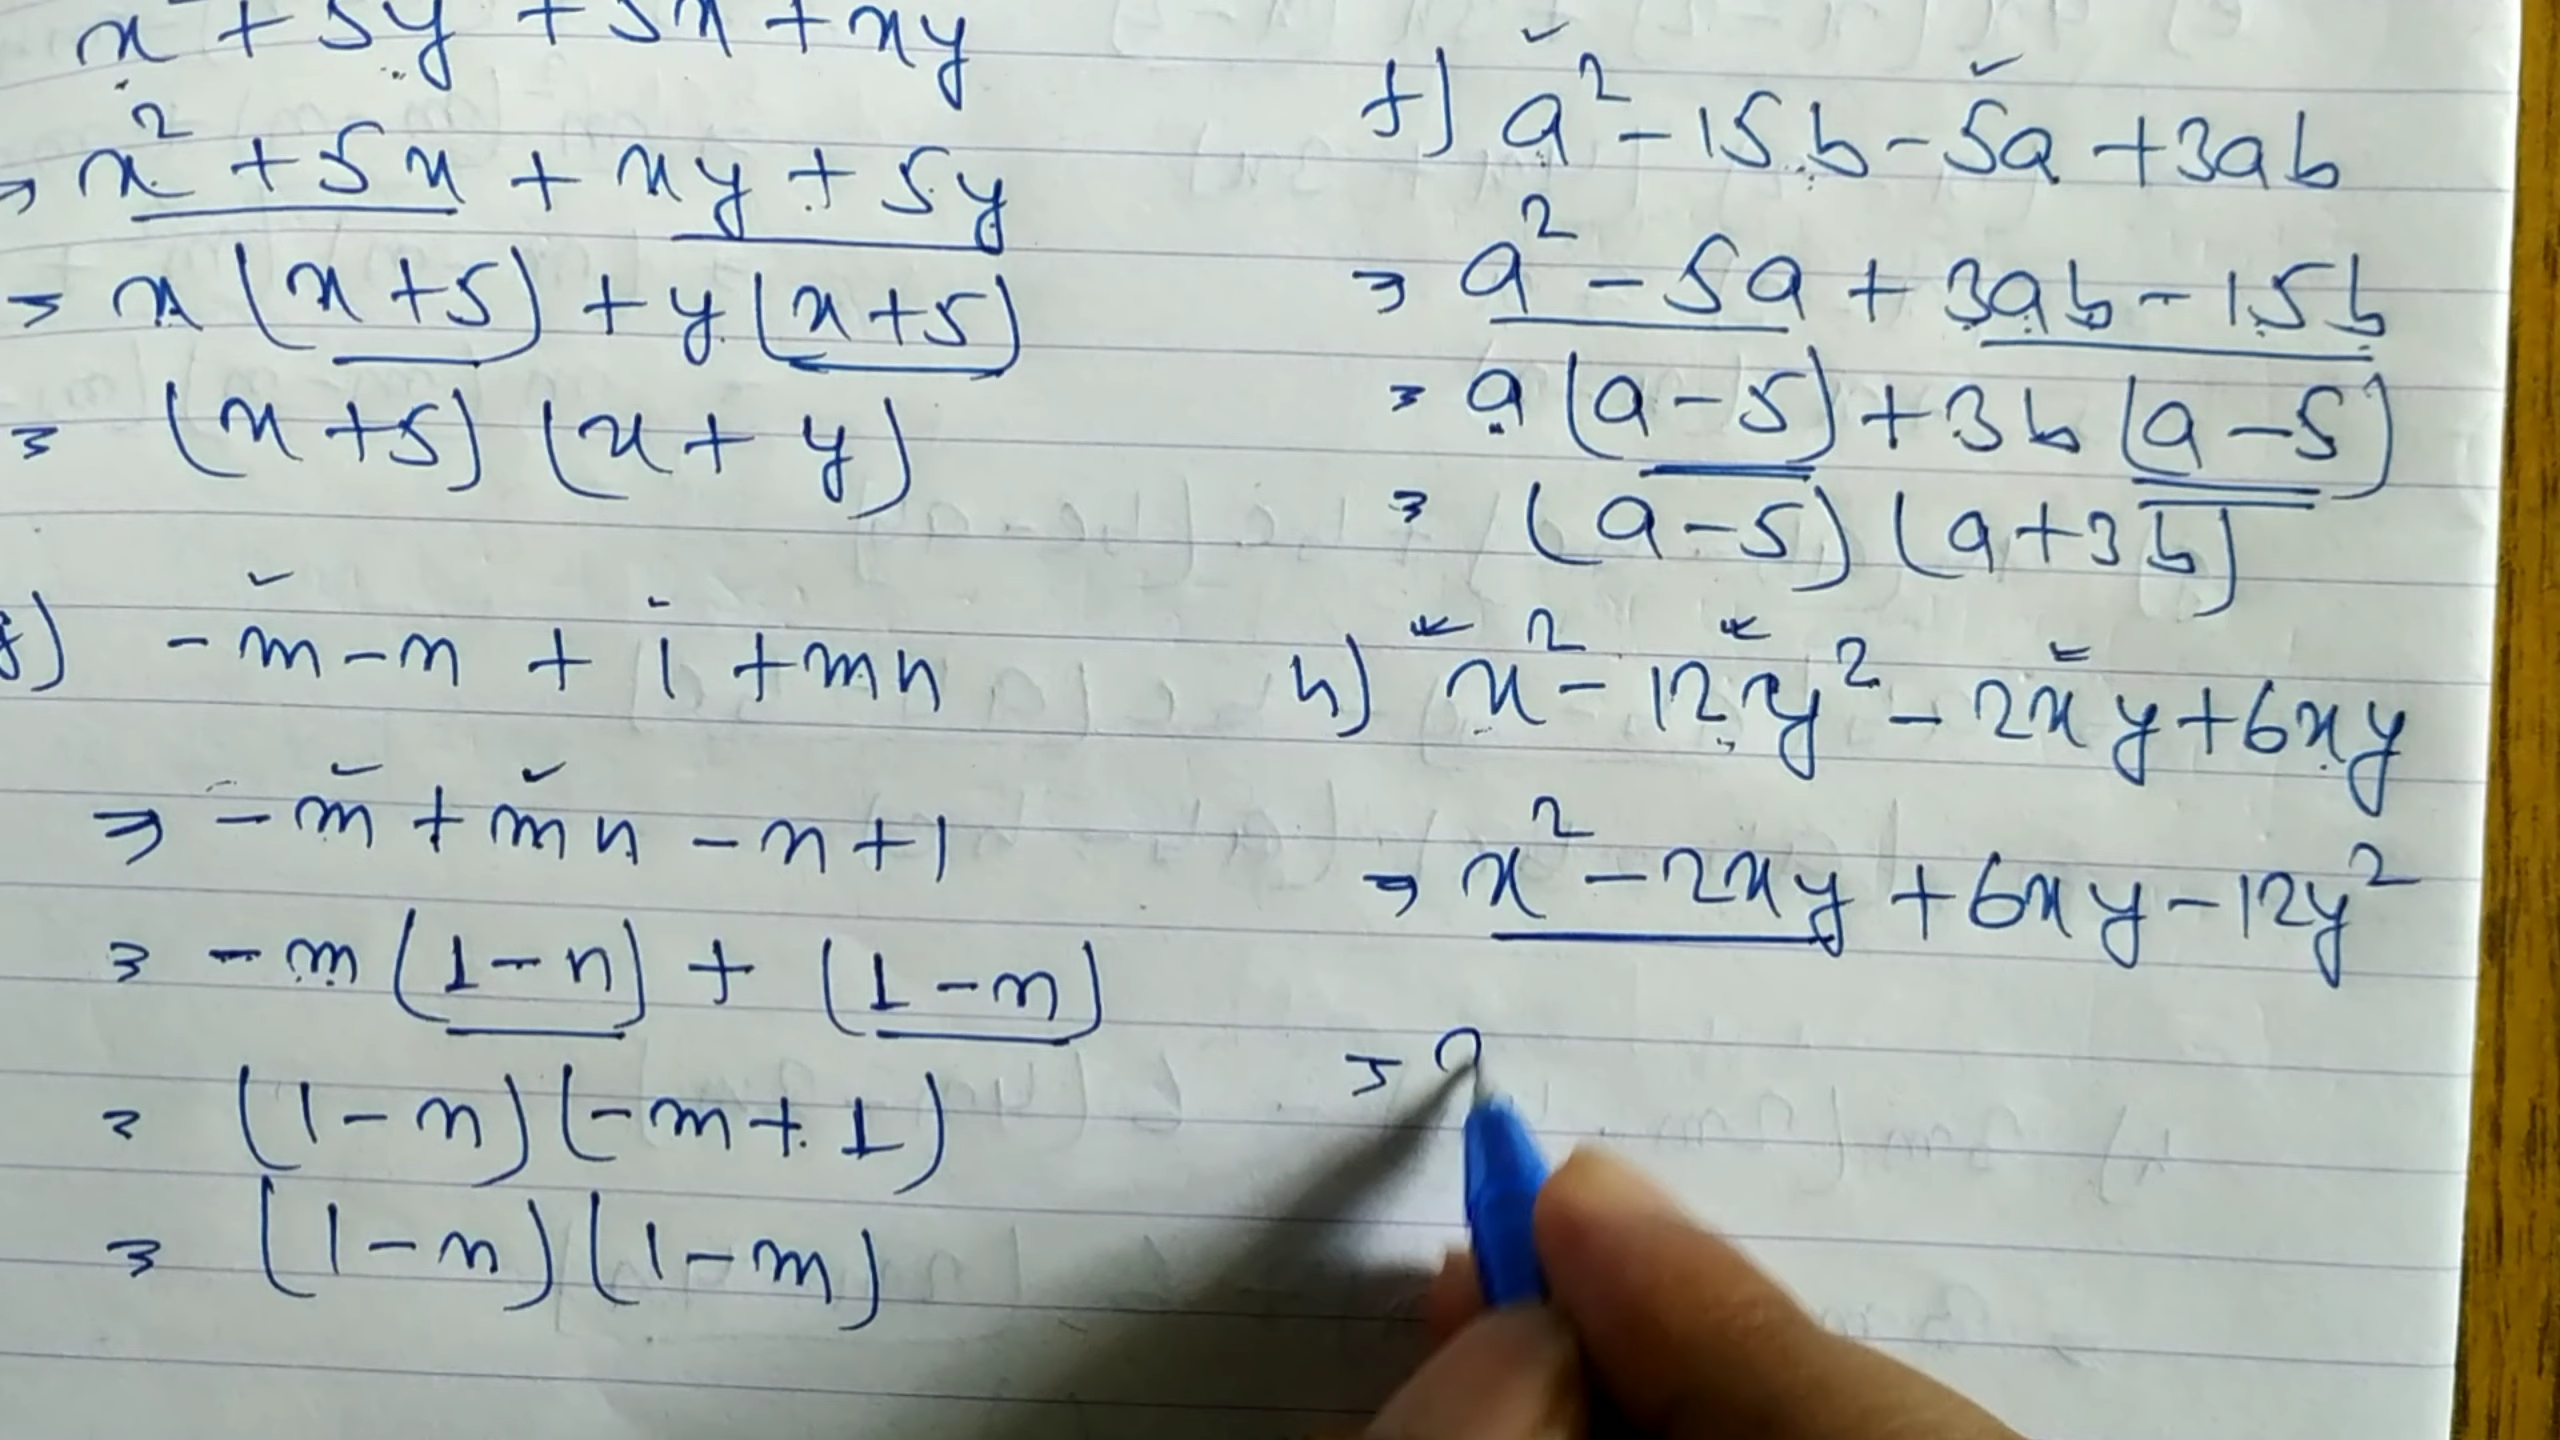 x² + 5y + 5x + xy
⇒ x² + 5x + xy + 5y
= x (x+5) + y (x+5)
= (x+5) (x + y)
f) a² - 15b - 5a + 3ab
⇒ a² - 5a + 3ab - 15b
= a (a-5) + 3b (a-5)
= (a-5) (a+3b)
g) - m - n + 1 + mn
⇒ - m + mn - n + 1
= - m (1-n) + (1-n)
= (1-n) (-m+1)
= (1-n) (1-m)
h) x² - 12y² - 2xy + 6xy
⇒ x² - 2xy + 6xy - 12y²
=